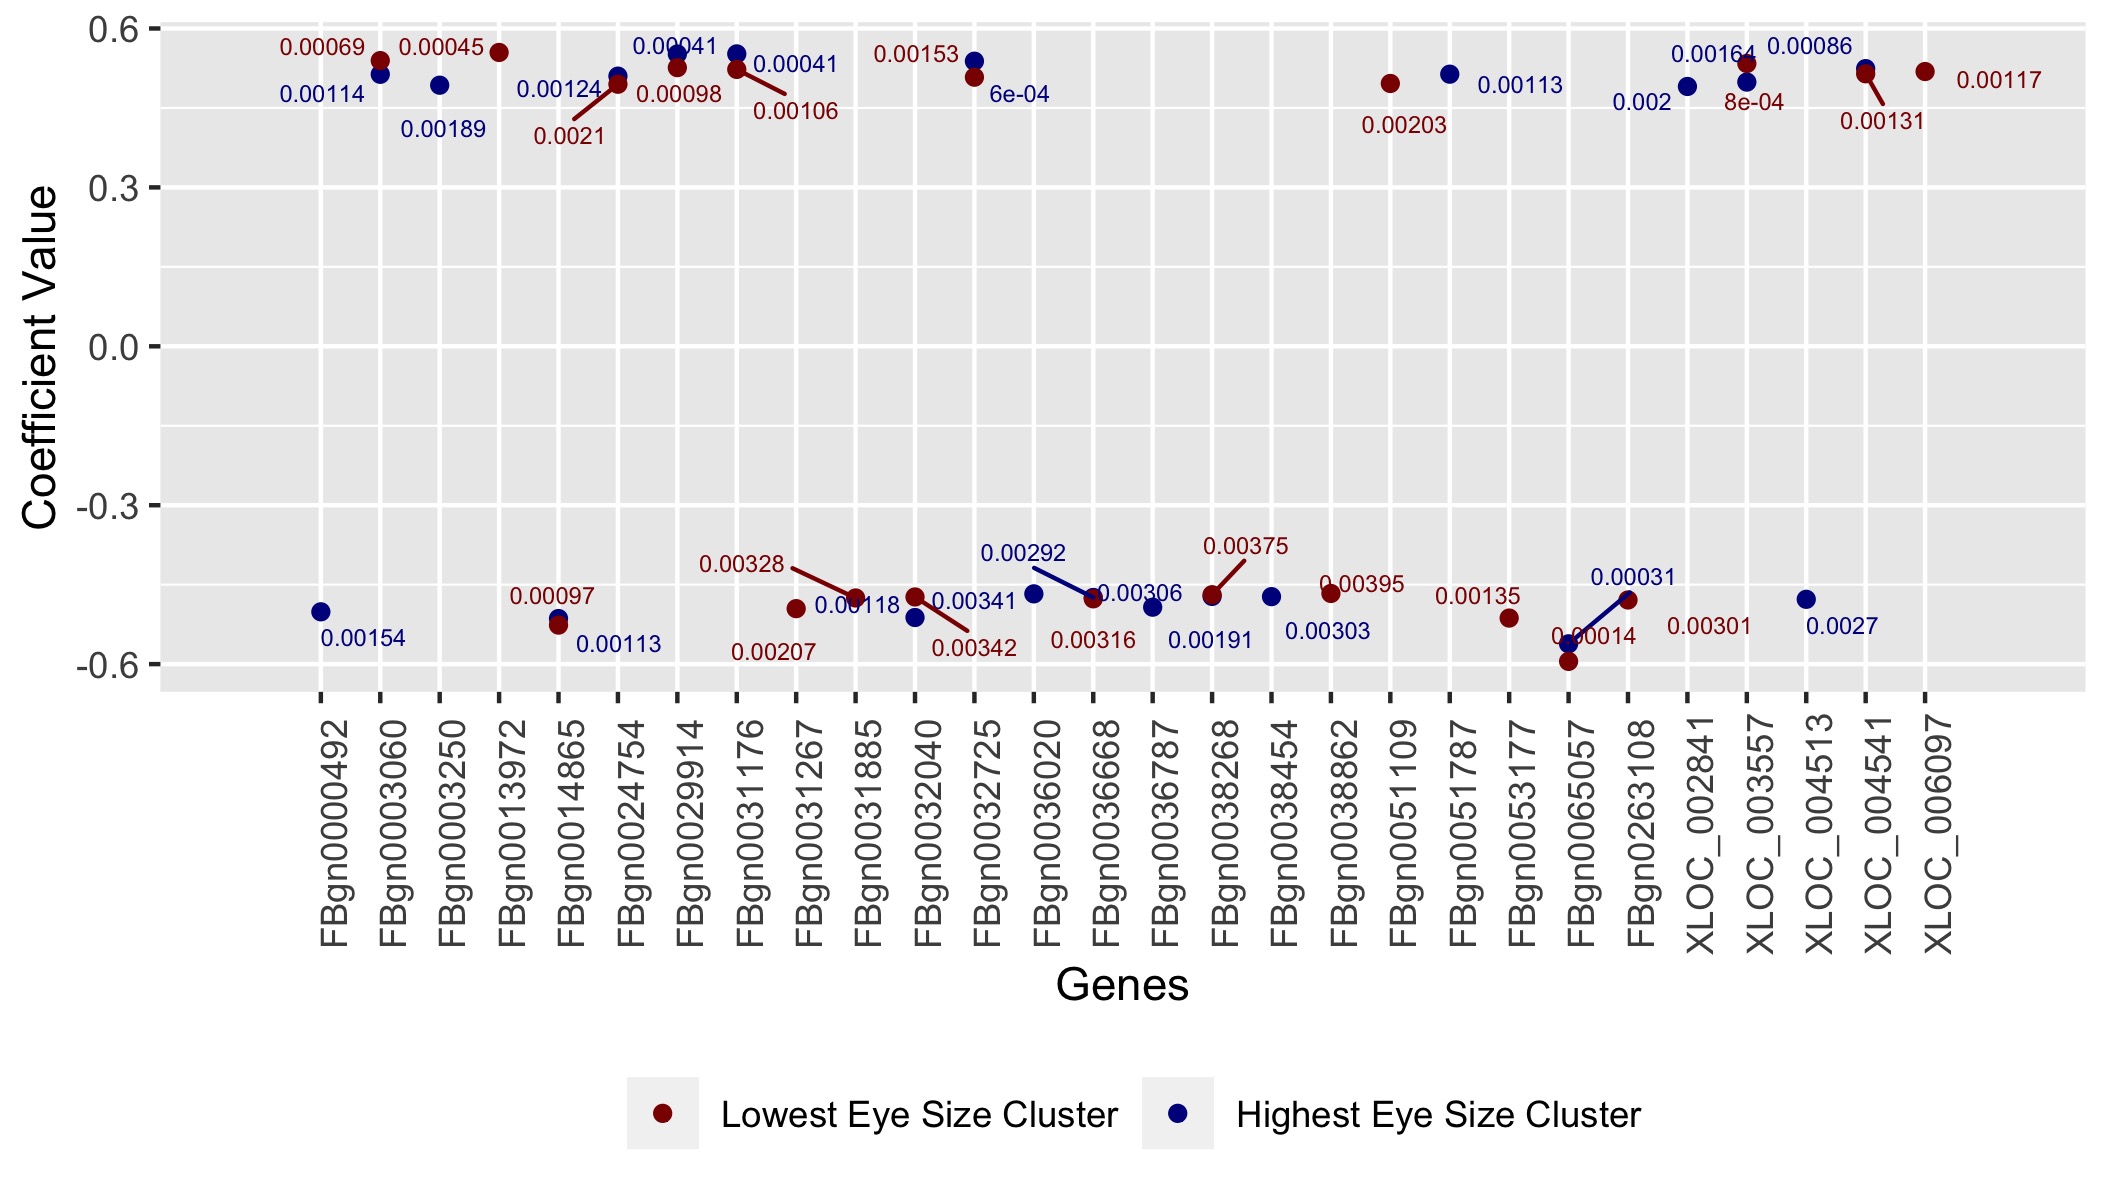 0.6
0.3
0.0
-0.3
-0.6
Coefficient Value
0.00069
0.00045
0.00041
0.00153
0.00164
0.00086
0.00114
0.00189
0.00124
0.0021
0.00098
0.00041
0.00106
6e-04
0.00203
0.00113
0.002
8e-04
0.00131
0.00117
0.00154
0.00097
0.00113
0.00328
0.00207
0.00118
0.00341
0.00342
0.00292
0.00306
0.00316
0.00375
0.00191
0.00303
0.00395
0.00135
0.00031
0.00014
0.00301
0.0027
FBgn0000492
FBgn0003060
FBgn0003250
FBgn0013972
FBgn0014865
FBgn0024754
FBgn0029914
FBgn0031176
FBgn0031267
FBgn0031885
FBgn0032040
FBgn0032725
FBgn0036020
FBgn0036668
FBgn0036787
FBgn0038268
FBgn0038454
FBgn0038862
FBgn0051109
FBgn0051787
FBgn0053177
FBgn0065057
FBgn0263108
XLOC_002841
XLOC_003557
XLOC_004513
XLOC_004541
XLOC_006097
Genes
Lowest Eye Size Cluster
Highest Eye Size Cluster